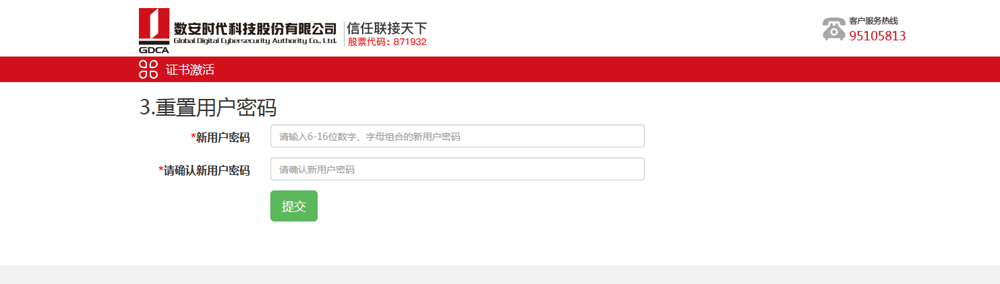 数安时代科技股份有限公司
Global Digital Cybersecurity Authority Co., Ltd.
GDCA
信任联接天下
股票代码：871932
客户服务热线
95105813
证书激活
3.重置用户密码
*新用户密码
请输入6-16位数字、字母组合的新用户密码
*请确认新用户密码
请确认新用户密码
提交